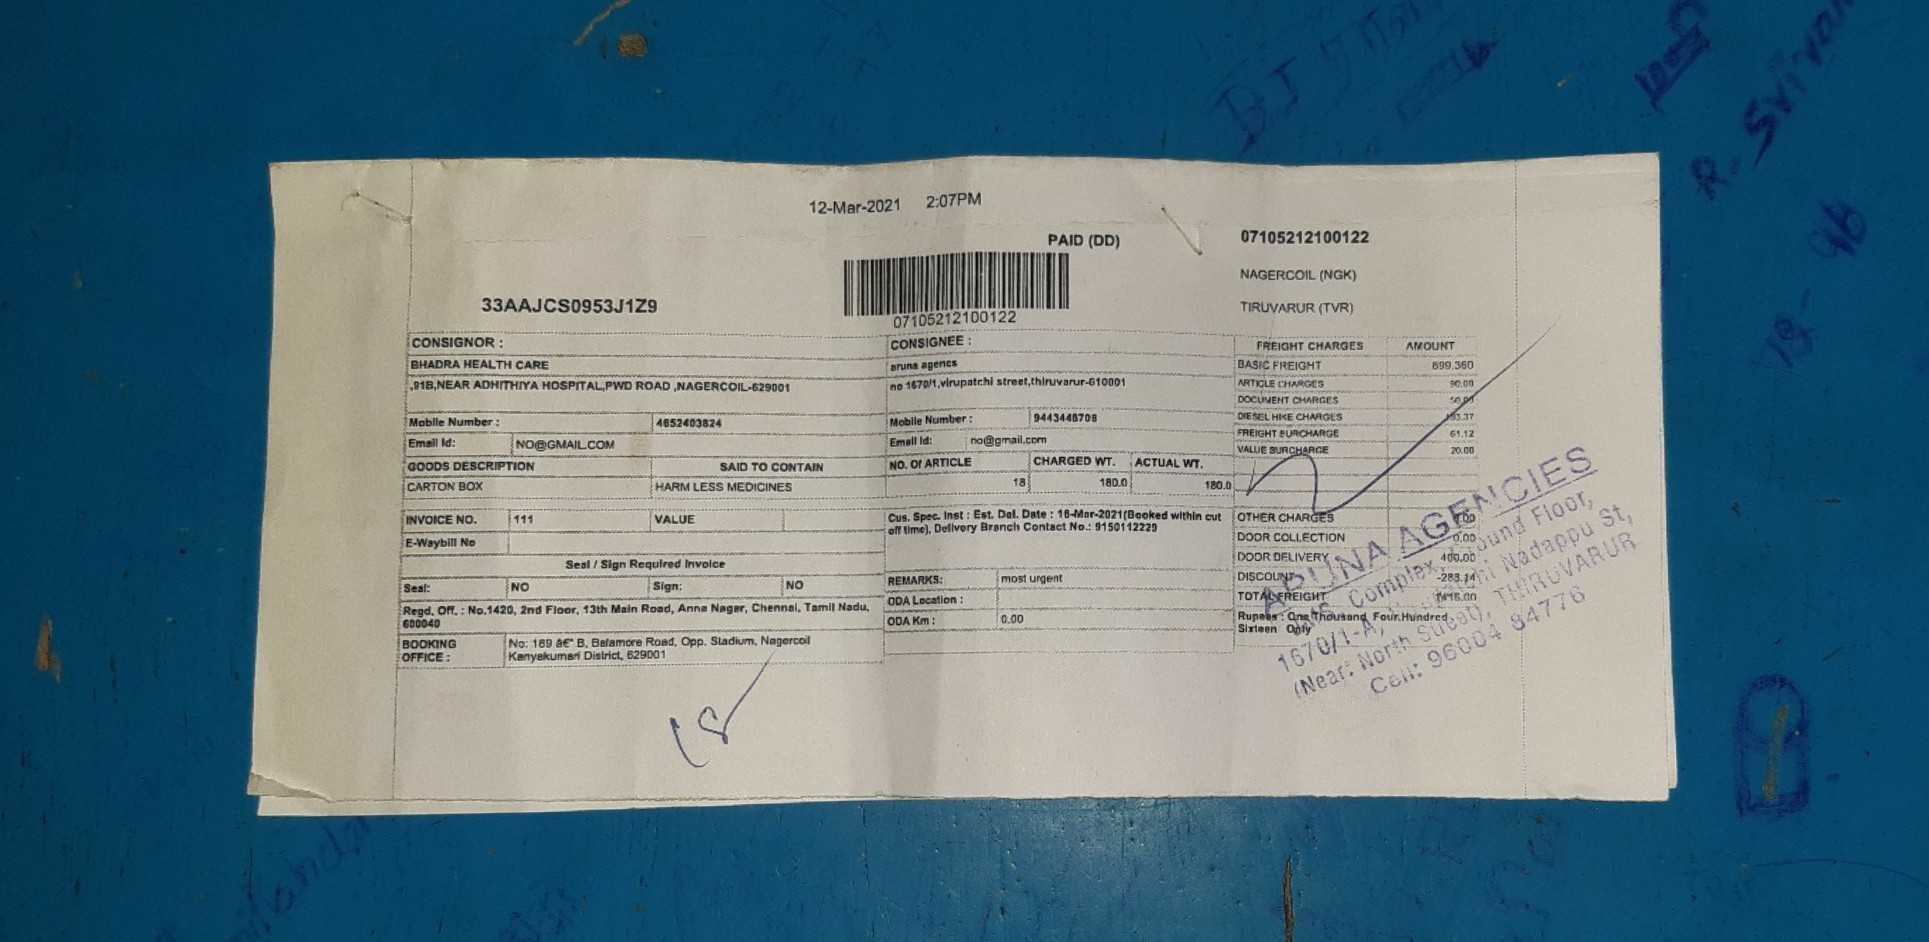 12-Mar-2021 2:07PM
PAID (DD)
07105212100122
NAGERCOIL (NGK)
TIRUVARUR (TVR)
33AAJCS0953J1Z9
07105212100122
CONSIGNOR :
BHADRA HEALTH CARE
,91B,NEAR ADHITHIYA HOSPITAL,PWD ROAD ,NAGERCOIL-629001
Mobile Number : 4652403824
Email Id: NO@GMAIL.COM
GOODS DESCRIPTION SAID TO CONTAIN
CARTON BOX HARM LESS MEDICINES
INVOICE NO. 111 VALUE
E-Waybill No
Seal / Sign Required Invoice
Seal: NO Sign: NO
Regd. Off. : No.1420, 2nd Floor, 13th Main Road, Anna Nager, Chennai, Tamil Nadu,
600040
BOOKING OFFICE : No: 169 â€" B, Balamore Road, Opp. Stadium, Nagercoil
Kanyakumari District, 629001
CONSIGNEE :
aruna agencs
no 1670/1,virupatchi street,thiruvarur-610001
Mobile Number : 9443448708
Email Id: no@gmail.com
NO. Of ARTICLE CHARGED WT. ACTUAL WT.
18 180.0 180.0
Cus. Spec. Inst : Est. Del. Date : 16-Mar-2021(Booked within cut
off time), Delivery Branch Contact No.: 9150112229
REMARKS: most urgent
ODA Location :
ODA Km : 0.00
FREIGHT CHARGES AMOUNT
BASIC FREIGHT 899.360
ARTICLE CHARGES 90.00
DOCUMENT CHARGES
DIESEL HIKE CHARGES
FREIGHT SURCHARGE 61.12
VALUE SURCHARGE 20.00
OTHER CHARGES
DOOR COLLECTION 0.00
DOOR DELIVERY 400.00
DISCOUNT -288.14
TOTAL FREIGHT 1416.00
Rupees : One Thousand Four Hundred
Sixteen Only
ARUNA AGENCIES
Complex, Ground Floor,
1670/1-A, Nadappu St,
(Near: North Street), THIRUVARUR
Cell: 96004 84776
18
R.
19-